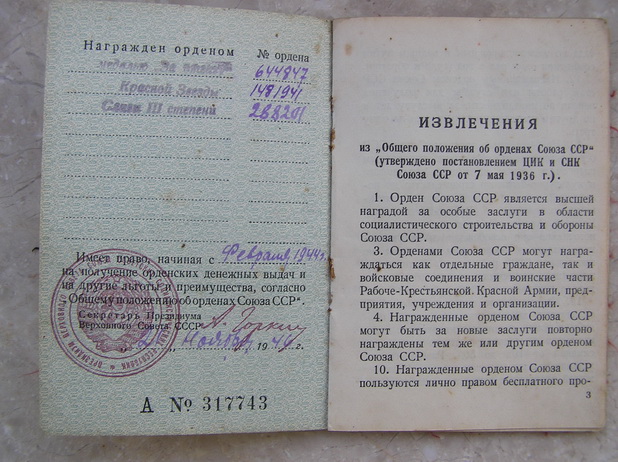 Награжден орденом № ордена
медалью За отвагу 644847
Красной Звезды 1481941
Славы III степени 288201
Имеет право, начиная с Февраля 1944г.
на получение орденских денежных выдач и
на другие льготы и преимущества, согласно
„Общему положению об орденах Союза ССР“.
Секретарь Президиума
Верховного Совета СССР А. Горкин
„21„ Ноября 1946 г.
А № 317743
ИЗВЛЕЧЕНИЯ
из „Общего положения об орденах Союза ССР“
(утверждено постановлением ЦИК и СНК
Союза ССР от 7 мая 1936 г.).
1. Орден Союза ССР является высшей
наградой за особые заслуги в области
социалистического строительства и обороны
Союза ССР.
3. Орденами Союза ССР могут награ-
ждаться как отдельные граждане, так и
войсковые соединения и воинские части
Рабоче-Крестьянской Красной Армии, пред-
приятия, учреждения и организации.
4. Награжденные орденом Союза ССР
могут быть за новые заслуги повторно
награждены тем же или другим орденом
Союза ССР.
10. Награжденные орденом Союза ССР
пользуются лично правом бесплатного про-
3